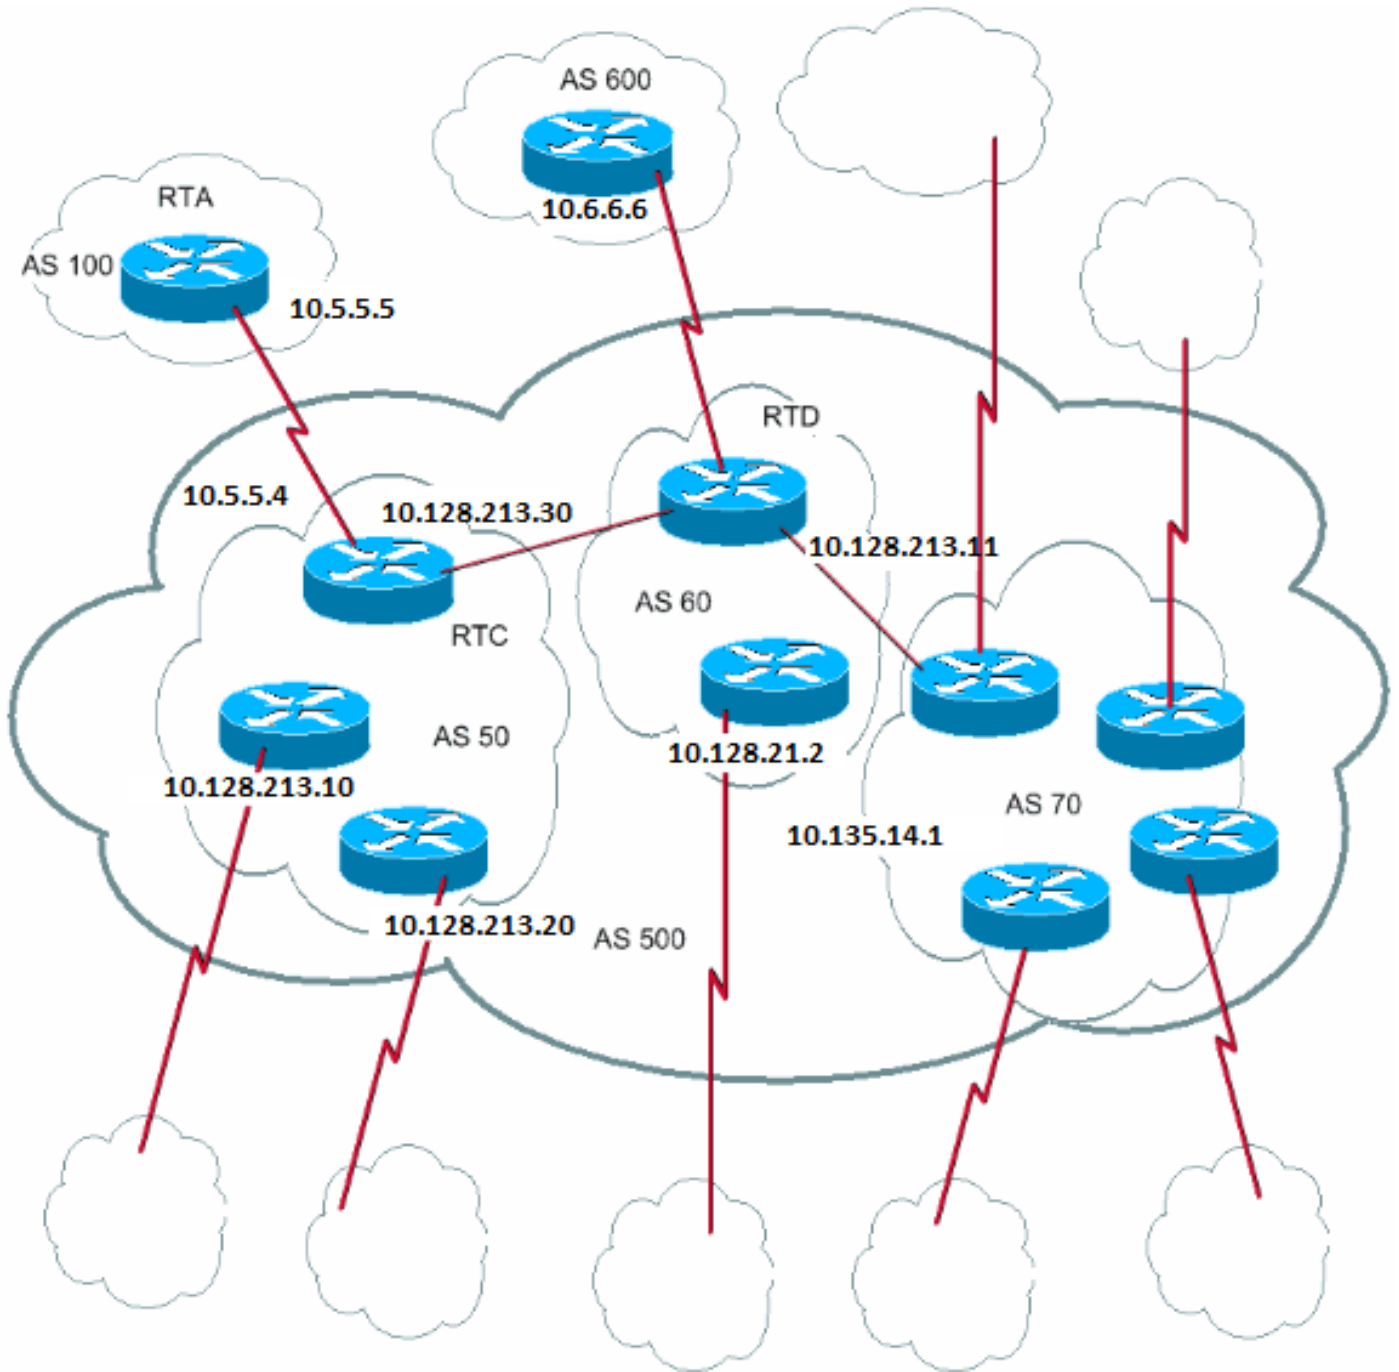 AS 600
10.6.6.6
RTA
AS 100
10.5.5.5
RTD
10.5.5.4
10.128.213.30
10.128.213.11
AS 60
RTC
AS 50
10.128.21.2
10.128.213.10
AS 70
10.135.14.1
10.128.213.20
AS 500